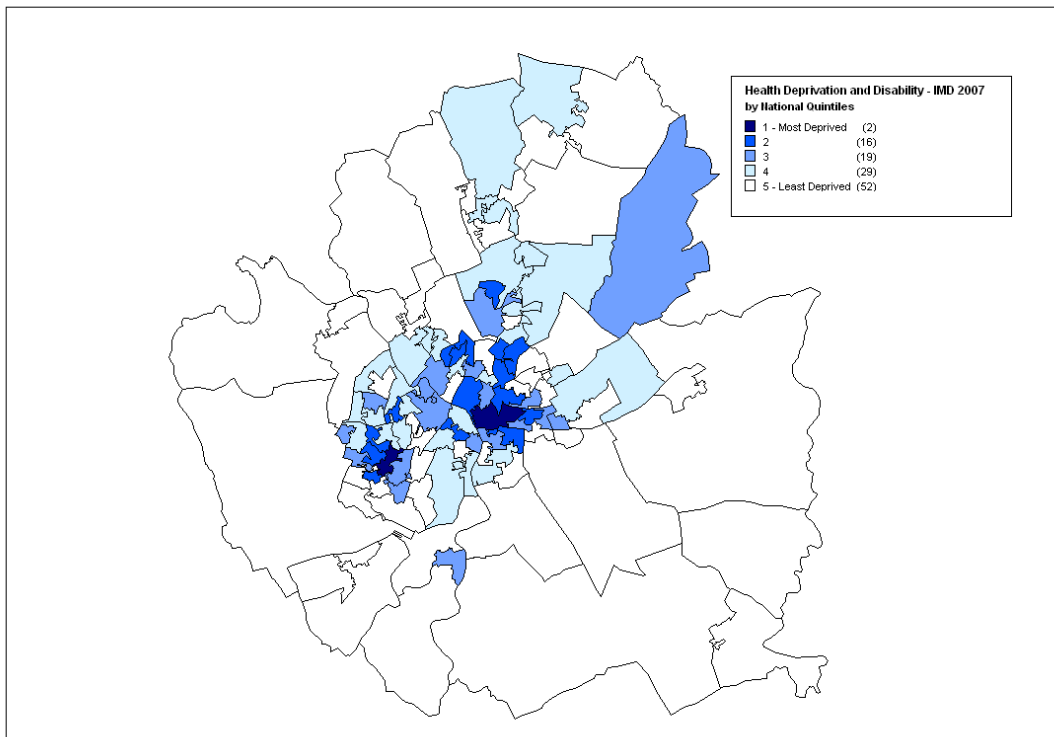 Health Deprivation and Disability - IMD 2007
by National Quintiles
1 - Most Deprived (2)
2 (16)
3 (19)
4 (29)
5 - Least Deprived (52)